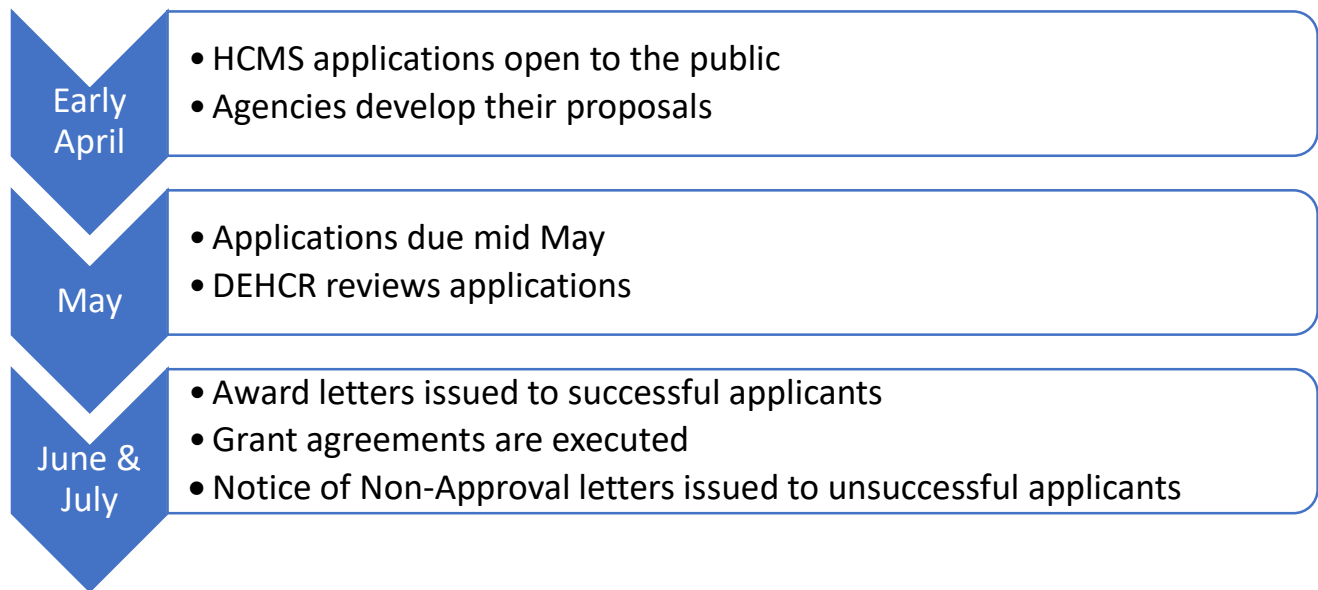 Early
April
• HCMS applications open to the public
• Agencies develop their proposals
May
• Applications due mid May
• DEHCR reviews applications
June &
July
• Award letters issued to successful applicants
• Grant agreements are executed
• Notice of Non-Approval letters issued to unsuccessful applicants